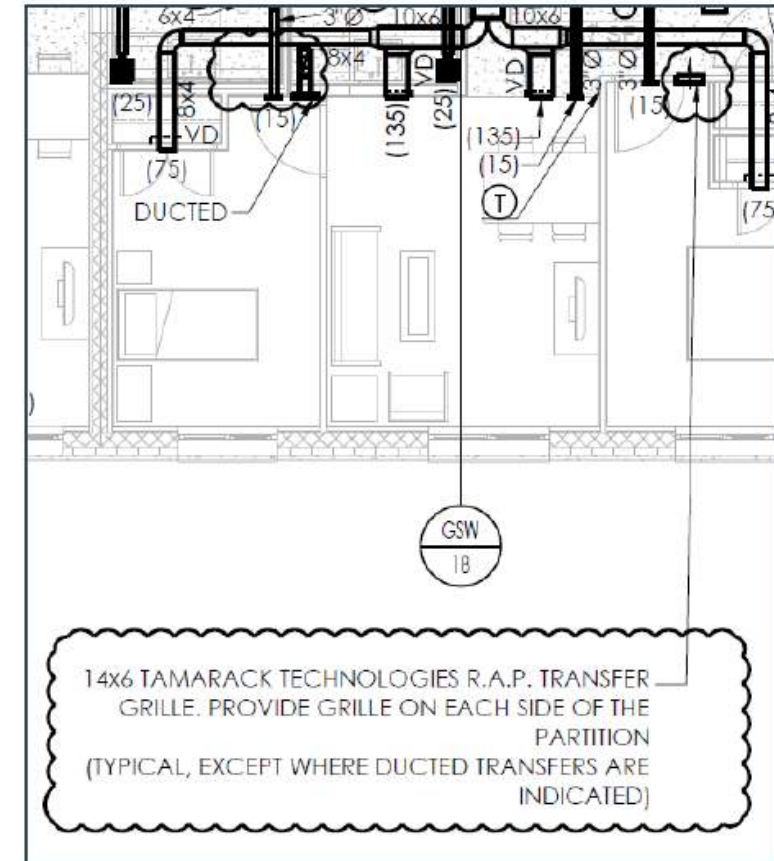 6x4
3"Ø
10x6
10x6
8x4
VD
VD
3"Ø
3"Ø
(25)
8x4
VD
(15)
(135)
(25)
(135)
(15)
(15)
(75)
T
(75
DUCTED
)
GSW
18
14x6 TAMARACK TECHNOLOGIES R.A.P. TRANSFER
GRILLE. PROVIDE GRILLE ON EACH SIDE OF THE
PARTITION
(TYPICAL, EXCEPT WHERE DUCTED TRANSFERS ARE
INDICATED)